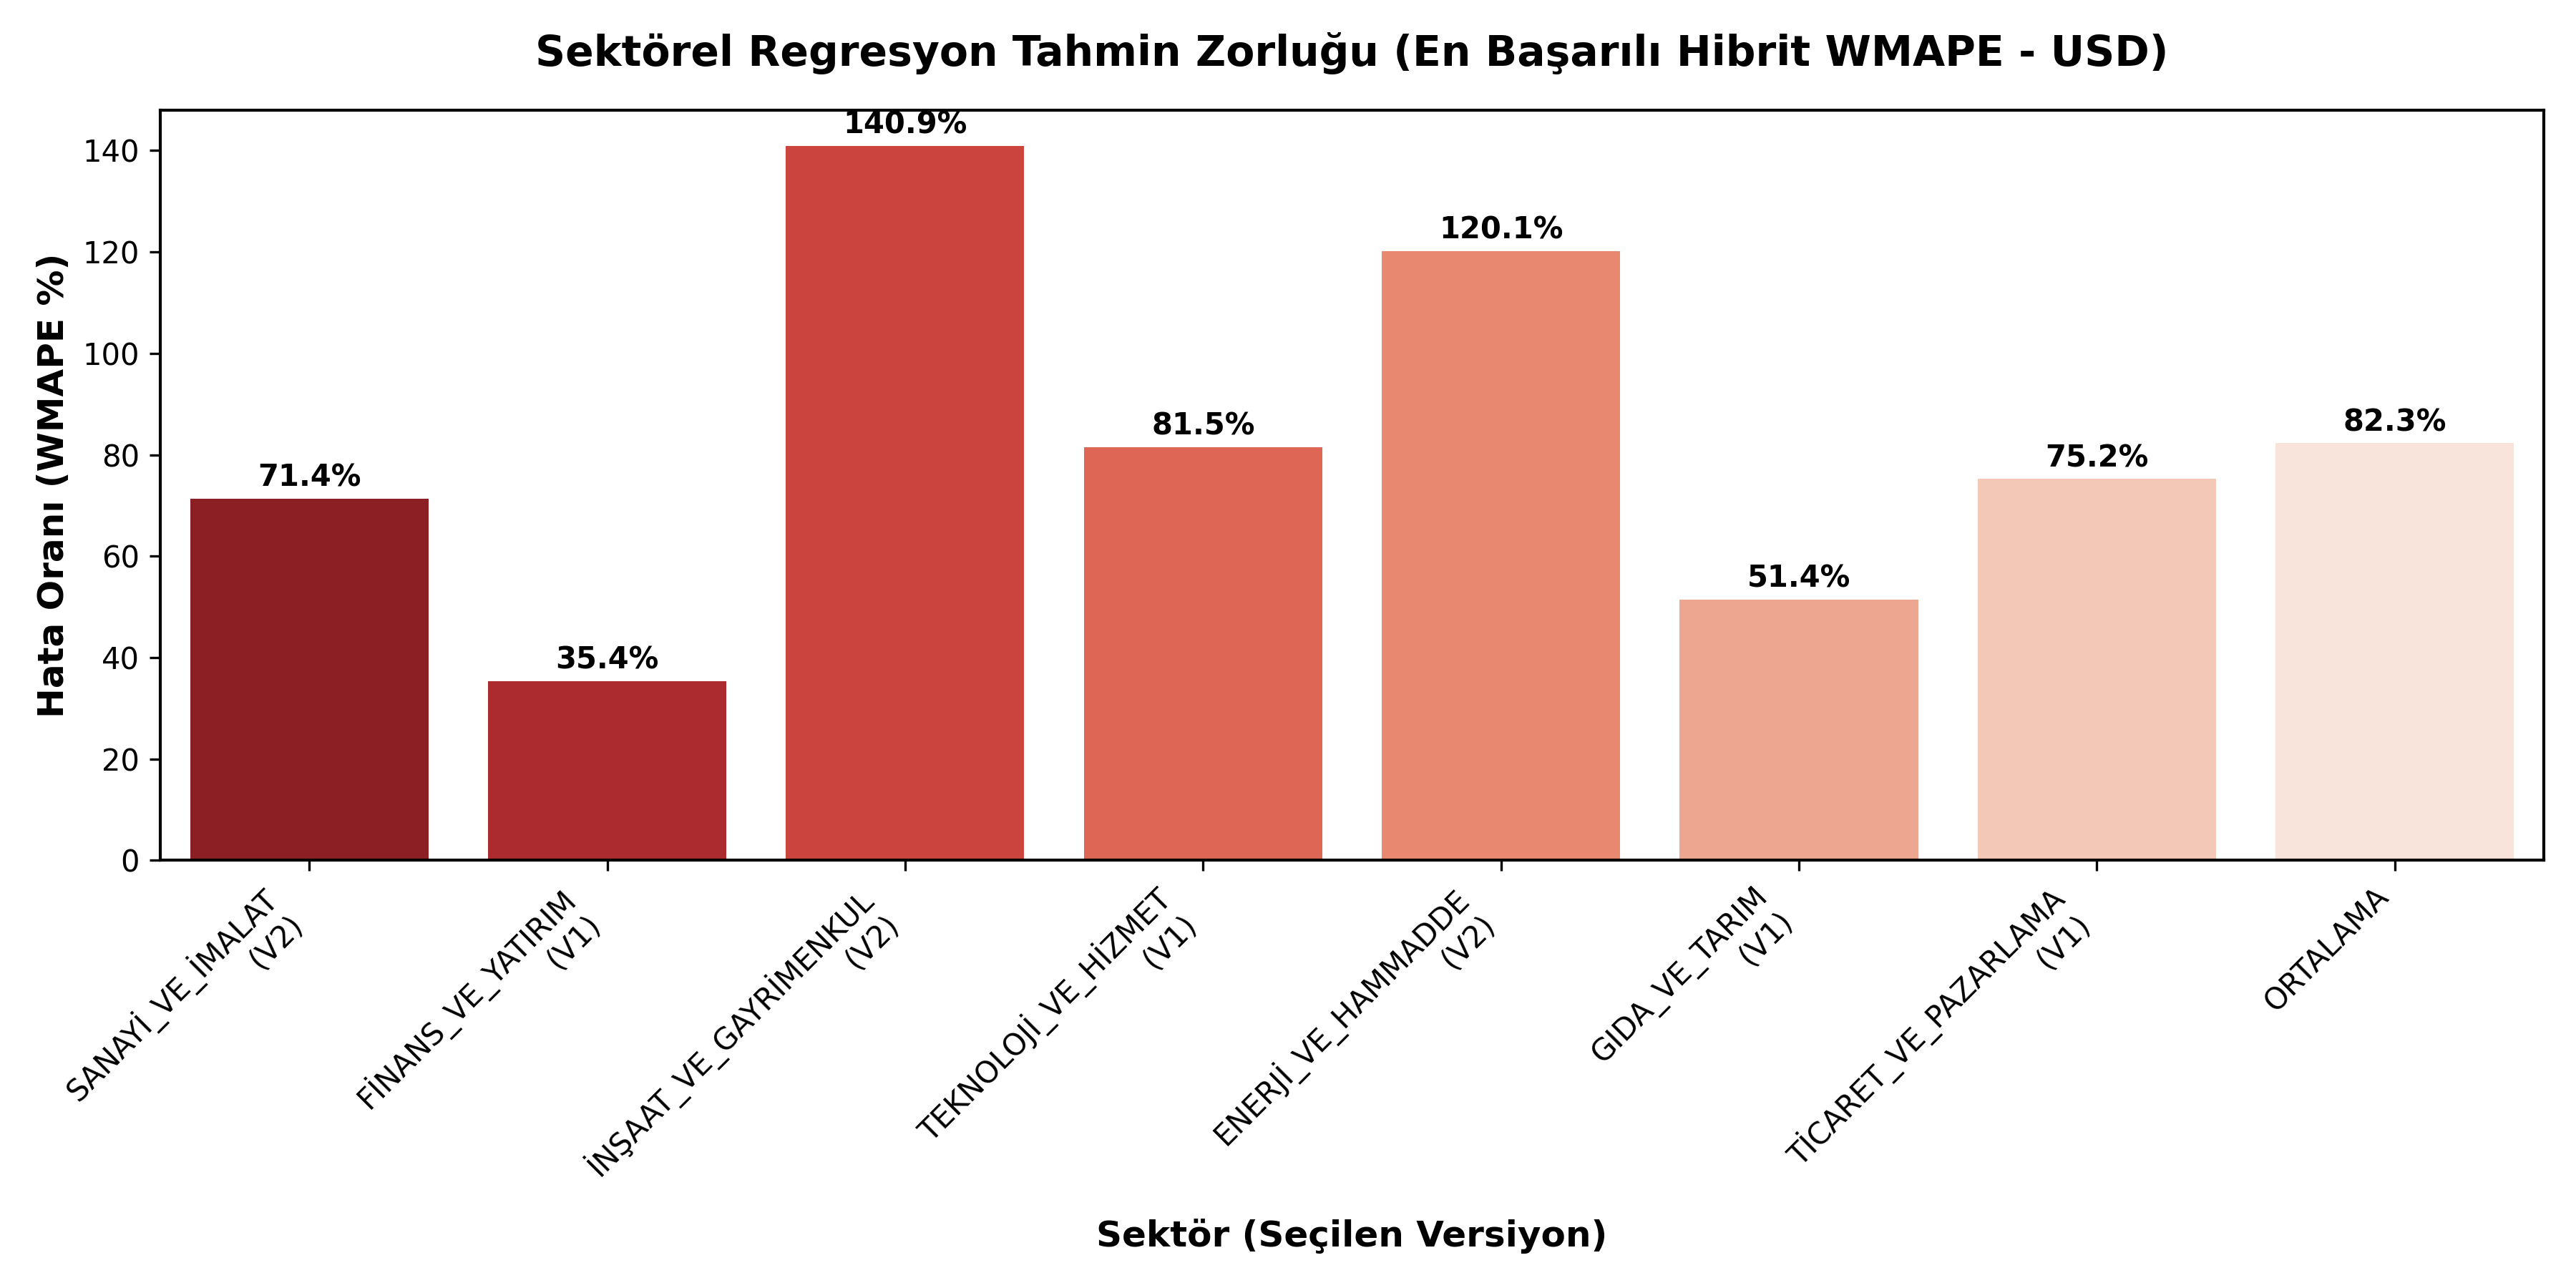 Sektörel Regresyon Tahmin Zorluğu (En Başarılı Hibrit WMAPE - USD)
Hata Oranı (WMAPE %)
140
120
100
80
60
40
20
0
71.4%
35.4%
140.9%
81.5%
120.1%
51.4%
75.2%
82.3%
SANAYİ_VE_İMALAT
(V2)
FİNANS_VE_YATIRIM
(V1)
İNŞAAT_VE_GAYRİMENKUL
(V2)
TEKNOLOJİ_VE_HİZMET
(V1)
ENERJİ_VE_HAMMADDE
(V2)
GIDA_VE_TARIM
(V1)
TİCARET_VE_PAZARLAMA
(V1)
ORTALAMA
Sektör (Seçilen Versiyon)